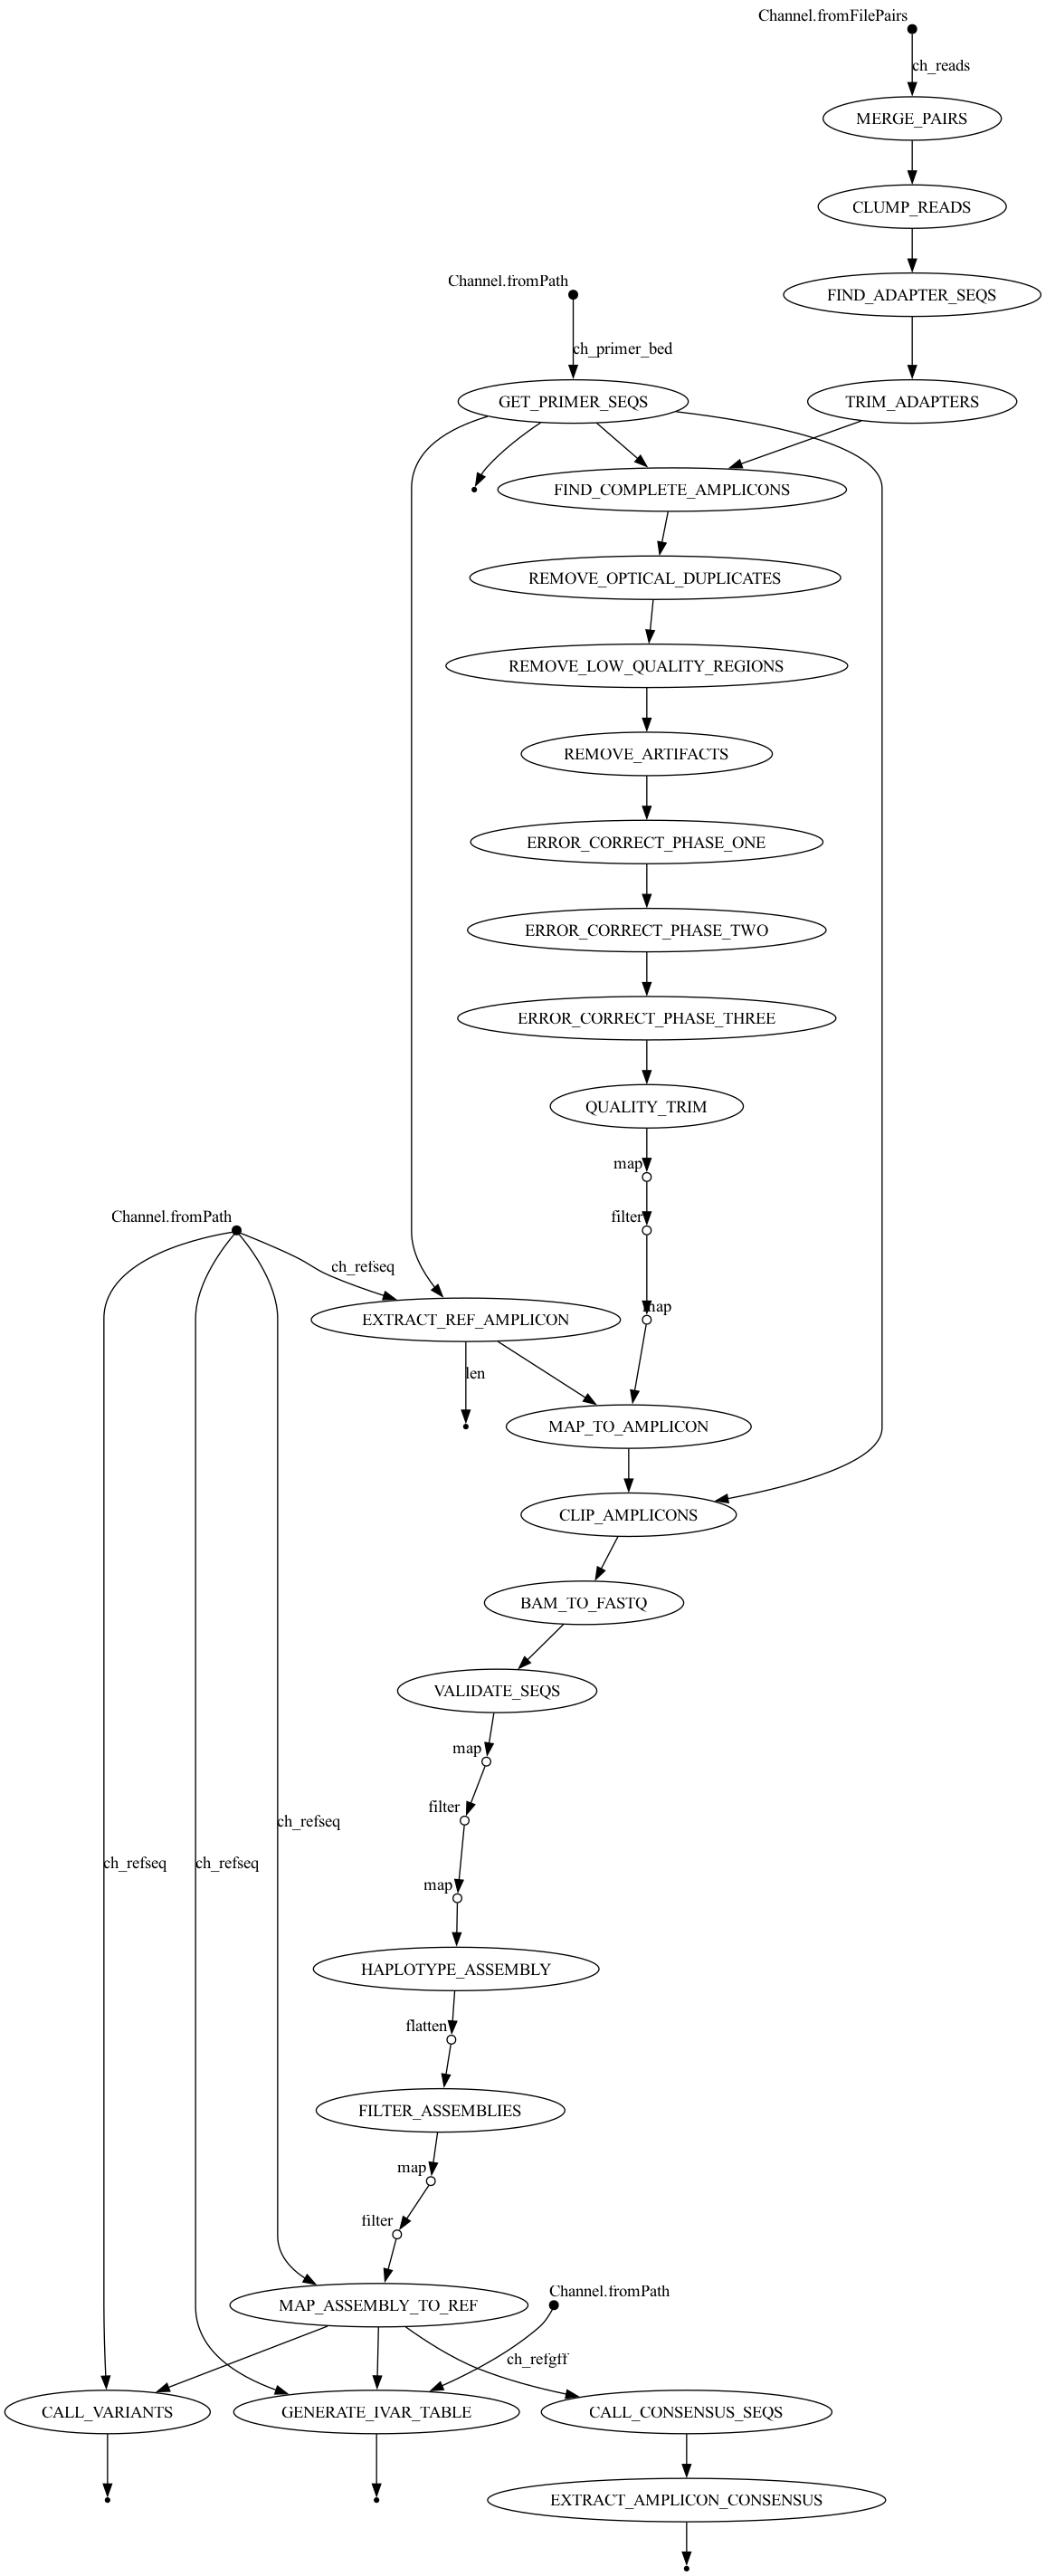 Channel.fromFilePairs
ch_reads
MERGE_PAIRS
CLUMP_READS
Channel.fromPath
FIND_ADAPTER_SEQS
ch_primer_bed
GET_PRIMER_SEQS
TRIM_ADAPTERS
FIND_COMPLETE_AMPLICONS
REMOVE_OPTICAL_DUPLICATES
REMOVE_LOW_QUALITY_REGIONS
REMOVE_ARTIFACTS
ERROR_CORRECT_PHASE_ONE
ERROR_CORRECT_PHASE_TWO
ERROR_CORRECT_PHASE_THREE
QUALITY_TRIM
map
Channel.fromPath
filter
ch_refseq
map
EXTRACT_REF_AMPLICON
len
MAP_TO_AMPLICON
CLIP_AMPLICONS
BAM_TO_FASTQ
VALIDATE_SEQS
map
filter
ch_refseq
ch_refseq
ch_refseq
map
HAPLOTYPE_ASSEMBLY
flatten
FILTER_ASSEMBLIES
map
filter
Channel.fromPath
MAP_ASSEMBLY_TO_REF
ch_refgff
CALL_VARIANTS
GENERATE_IVAR_TABLE
CALL_CONSENSUS_SEQS
EXTRACT_AMPLICON_CONSENSUS